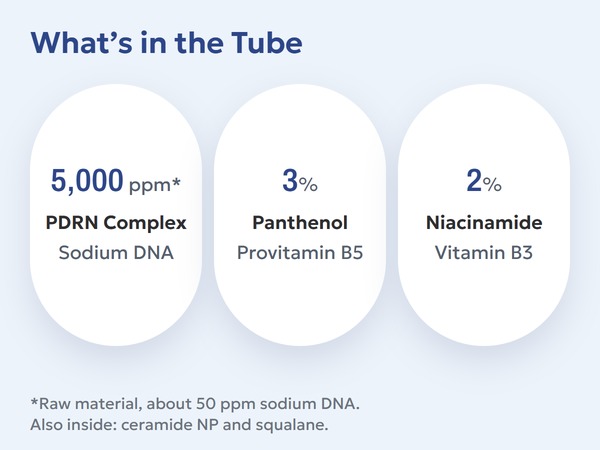 What’s in the Tube
5,000 ppm*
PDRN Complex
Sodium DNA
3%
Panthenol
Provitamin B5
2%
Niacinamide
Vitamin B3
*Raw material, about 50 ppm sodium DNA.
Also inside: ceramide NP and squalane.